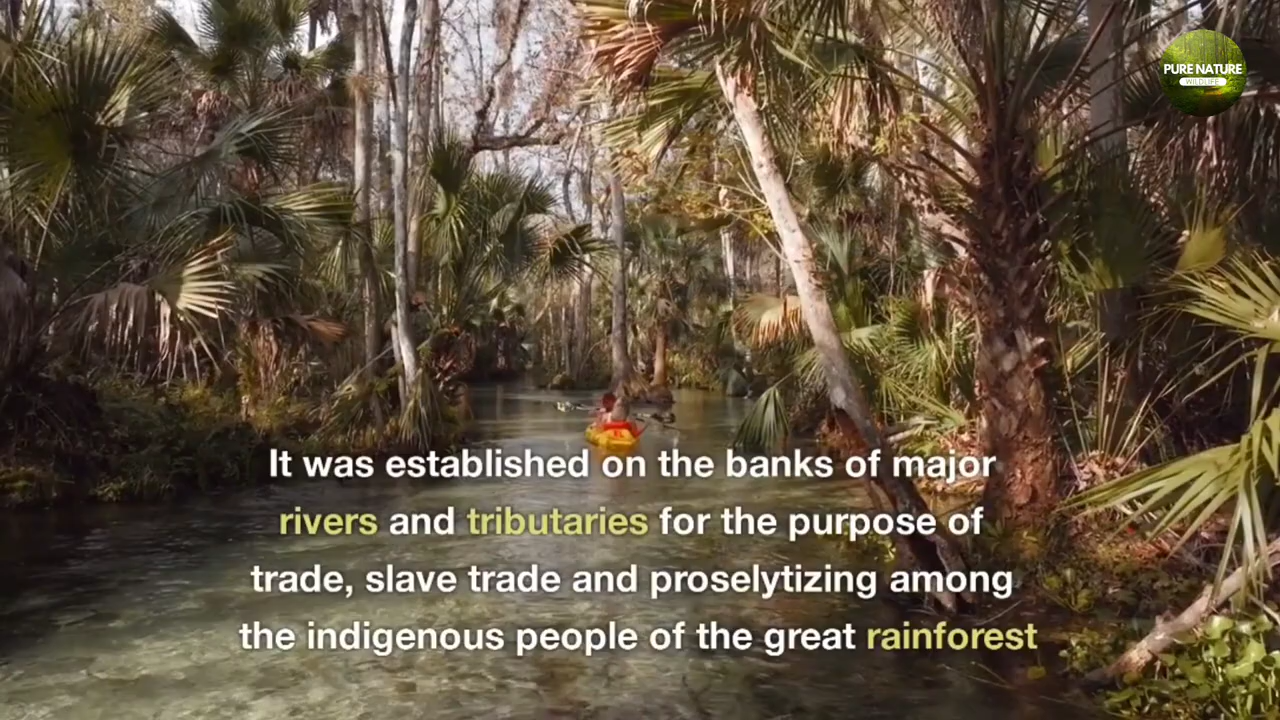 PURE NATURE
WILDLIFE
It was established on the banks of major
rivers and tributaries for the purpose of
trade, slave trade and proselytizing among
the indigenous people of the great rainforest